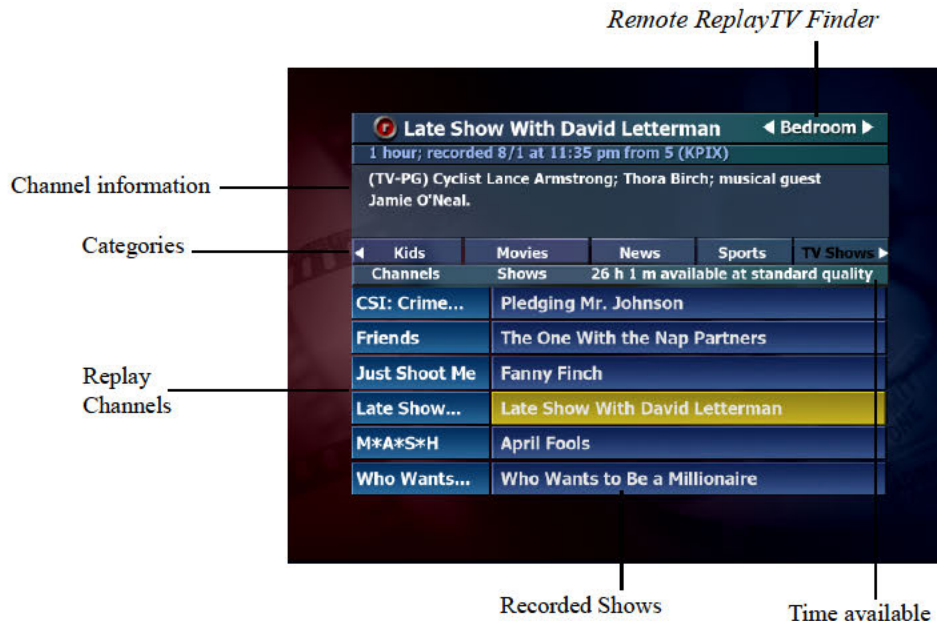 Remote ReplayTV Finder
r Late Show With David Letterman ◀ Bedroom ▶
1 hour; recorded 8/1 at 11:35 pm from 5 (KPIX)
Channel information
(TV-PG) Cyclist Lance Armstrong; Thora Birch; musical guest
Jamie O'Neal.
Categories
◀ Kids Movies News Sports TV Shows ▶
Channels Shows 26 h 1 m available at standard quality
CSI: Crime... Pledging Mr. Johnson
Friends The One With the Nap Partners
Replay
Channels
Just Shoot Me Fanny Finch
Late Show... Late Show With David Letterman
M*A*S*H April Fools
Who Wants... Who Wants to Be a Millionaire
Recorded Shows
Time available